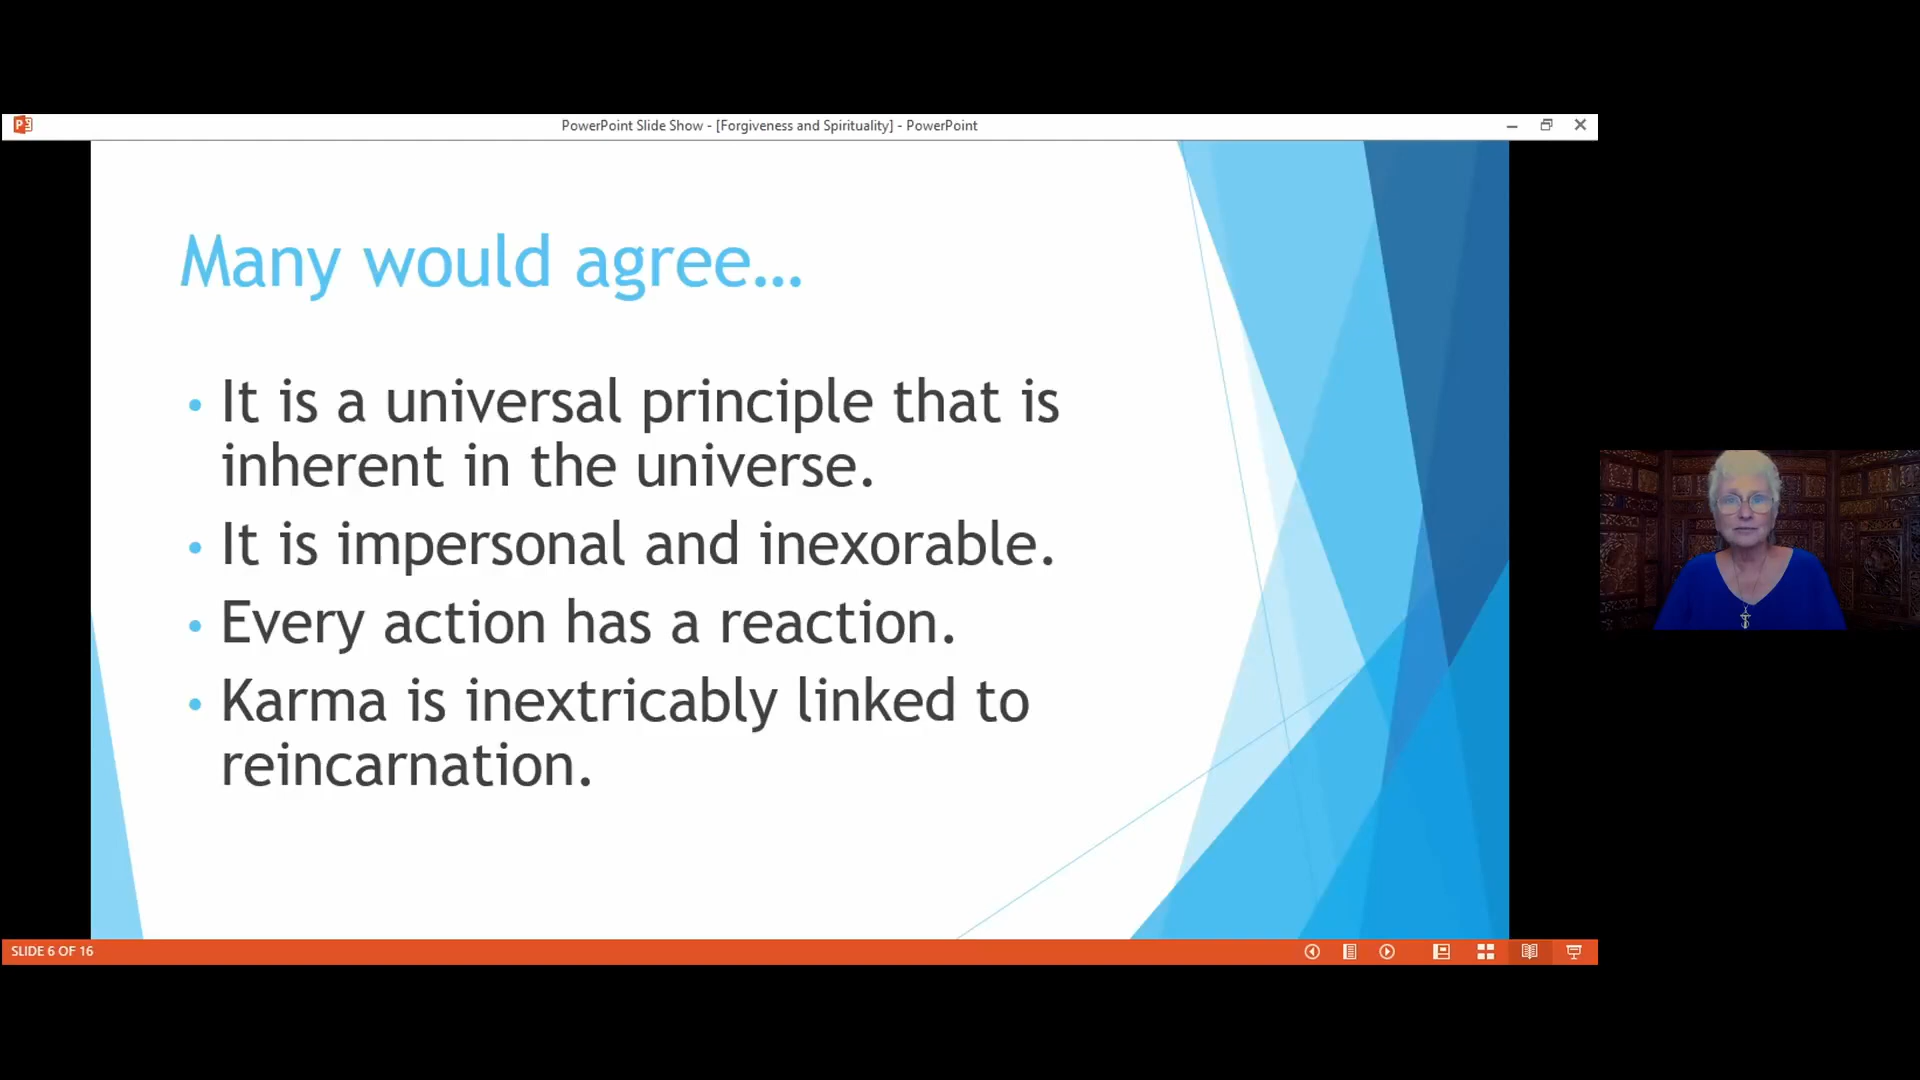 PowerPoint Slide Show - [Forgiveness and Spirituality] - PowerPoint
Many would agree...
• It is a universal principle that is
inherent in the universe.
• It is impersonal and inexorable.
• Every action has a reaction.
• Karma is inextricably linked to
reincarnation.
SLIDE 6 OF 16